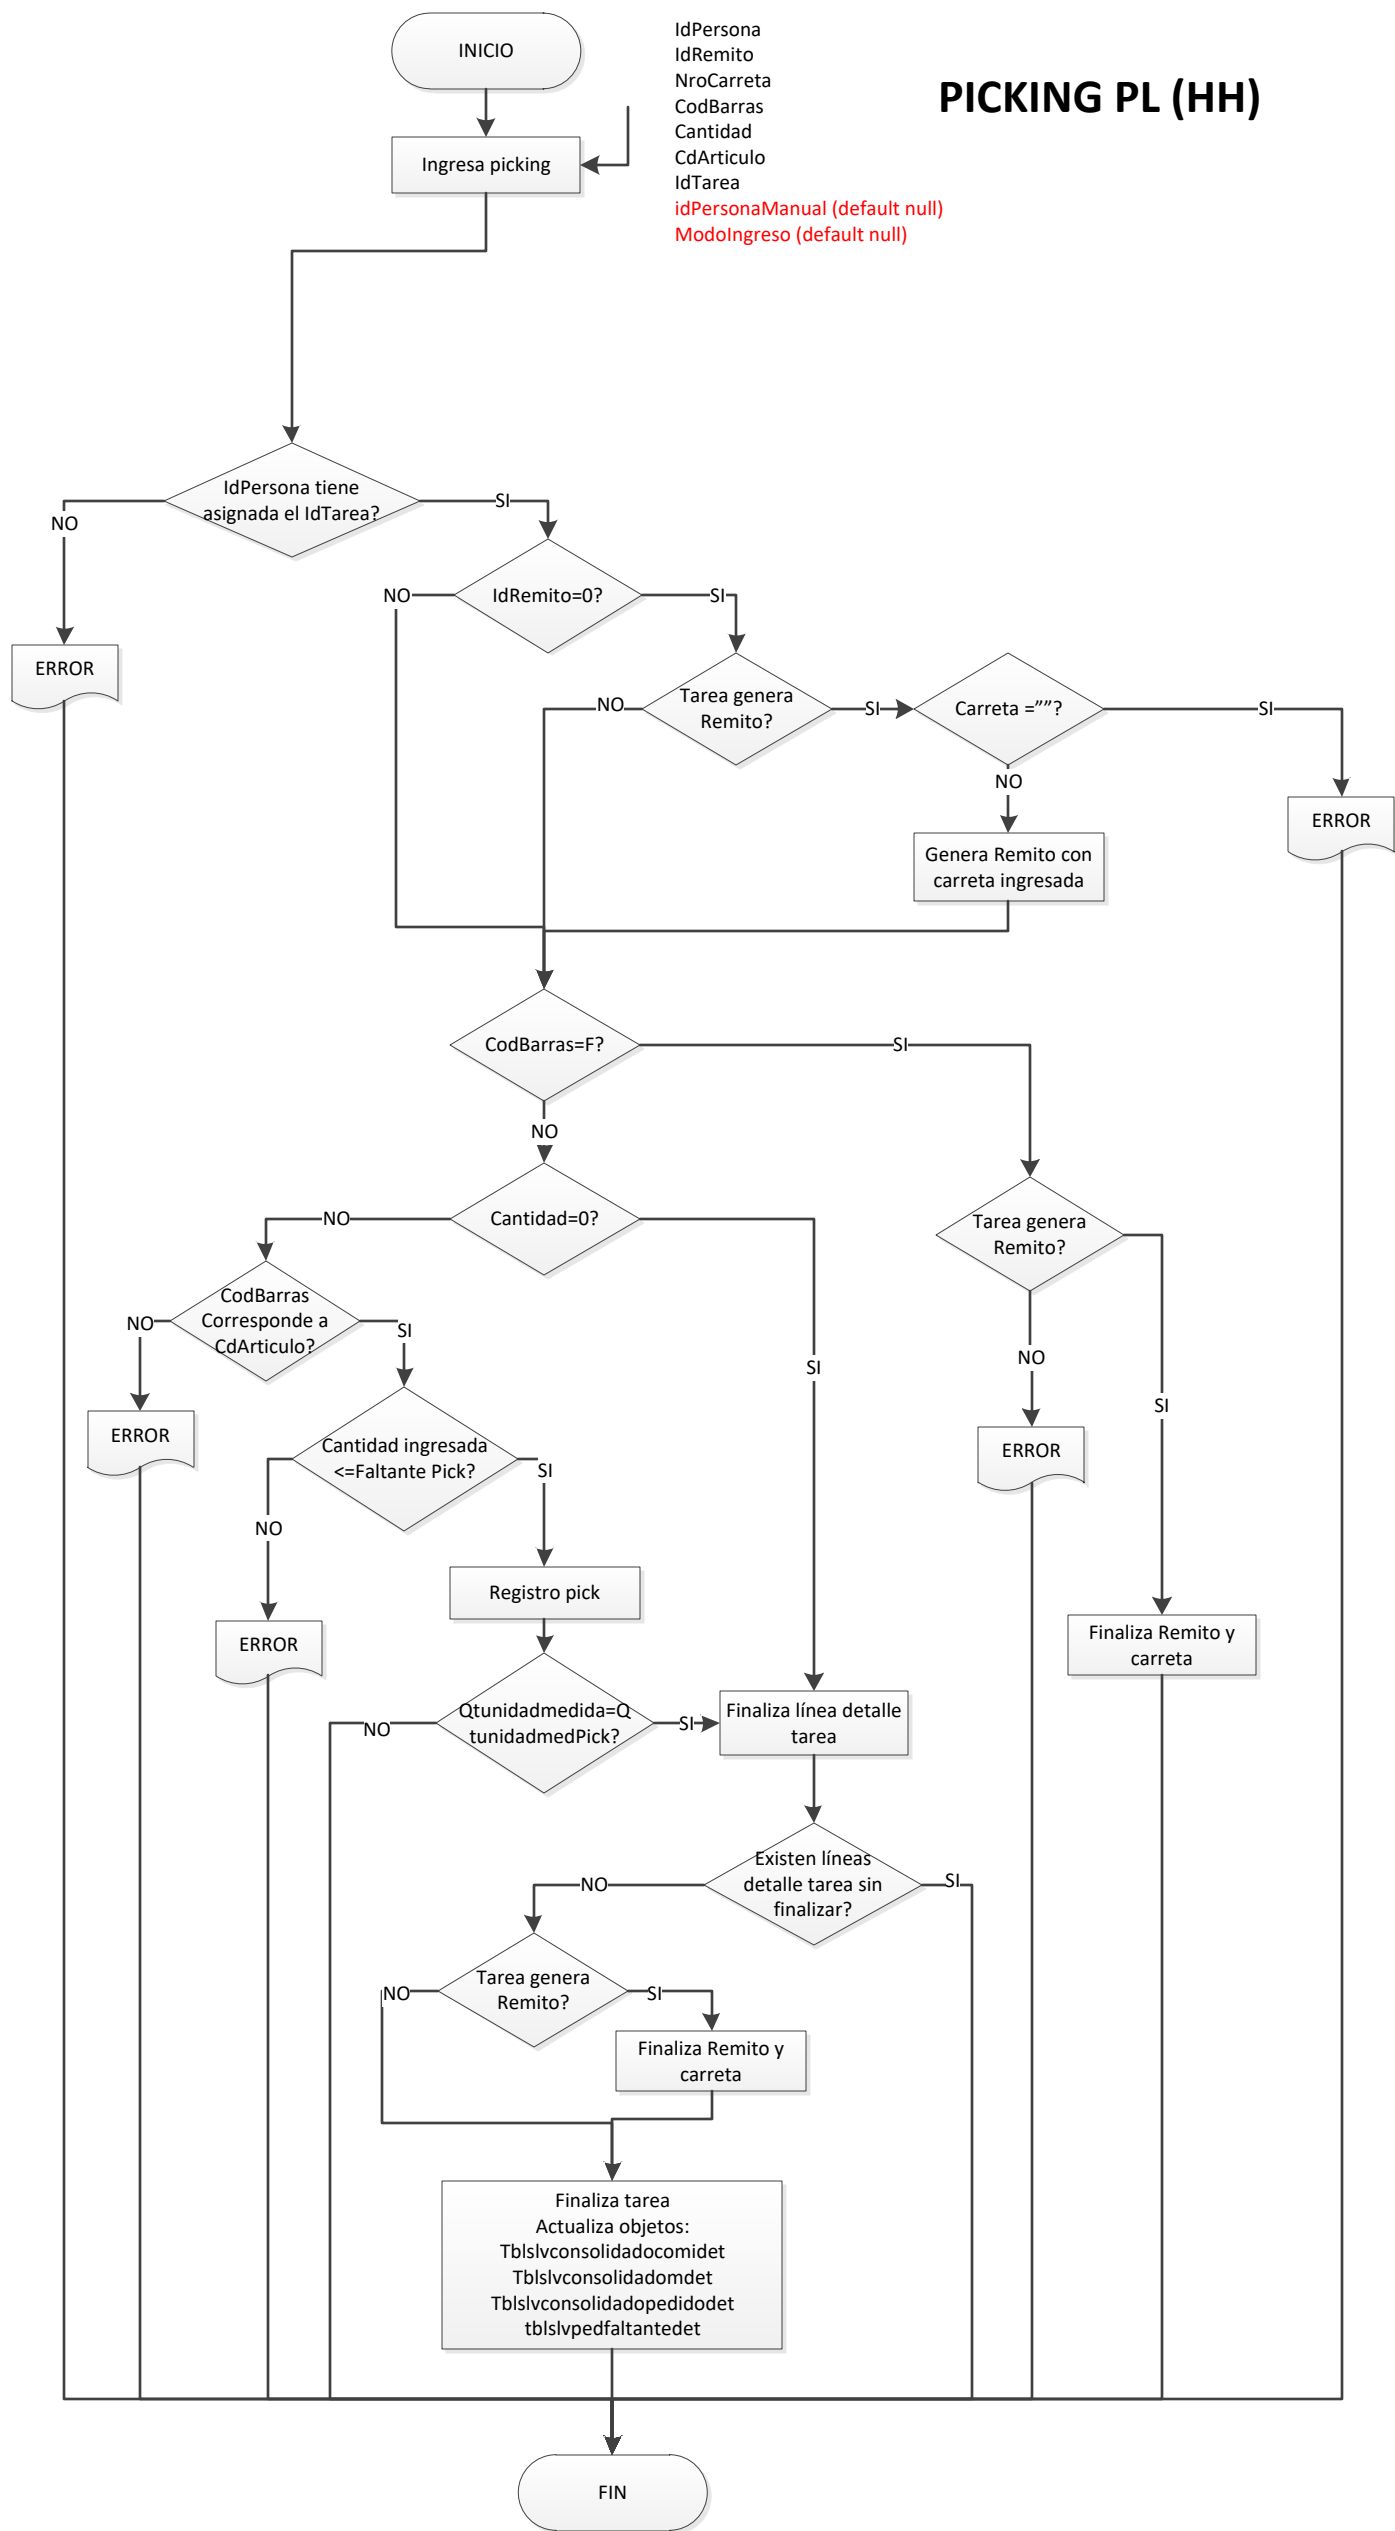 INICIO
IdPersona
IdRemito
NroCarreta
CodBarras
Cantidad
CdArticulo
IdTarea
idPersonaManual (default null)
ModoIngreso (default null)
PICKING PL (HH)
Ingresa picking
IdPersona tiene
asignada el IdTarea?
NO
SI
ERROR
IdRemito=0?
NO
SI
Tarea genera
Remito?
NO
SI
Carreta =””?
SI
NO
ERROR
Genera Remito con
carreta ingresada
CodBarras=F?
SI
NO
Cantidad=0?
NO
SI
Tarea genera
Remito?
NO
SI
CodBarras
Corresponde a
CdArticulo?
NO
SI
ERROR
Cantidad ingresada
<=Faltante Pick?
NO
SI
ERROR
ERROR
Registro pick
Finaliza Remito y
carreta
Qtunidadmedida=Q
tunidadmedPick?
NO
SI
Finaliza línea detalle
tarea
Existen líneas
detalle tarea sin
finalizar?
NO
SI
Tarea genera
Remito?
NO
SI
Finaliza Remito y
carreta
Finaliza tarea
Actualiza objetos:
Tblslvconsolidadocomidet
Tblslvconsolidadomdet
Tblslvconsolidadopedidodet
tblslvpedfaltantedet
FIN